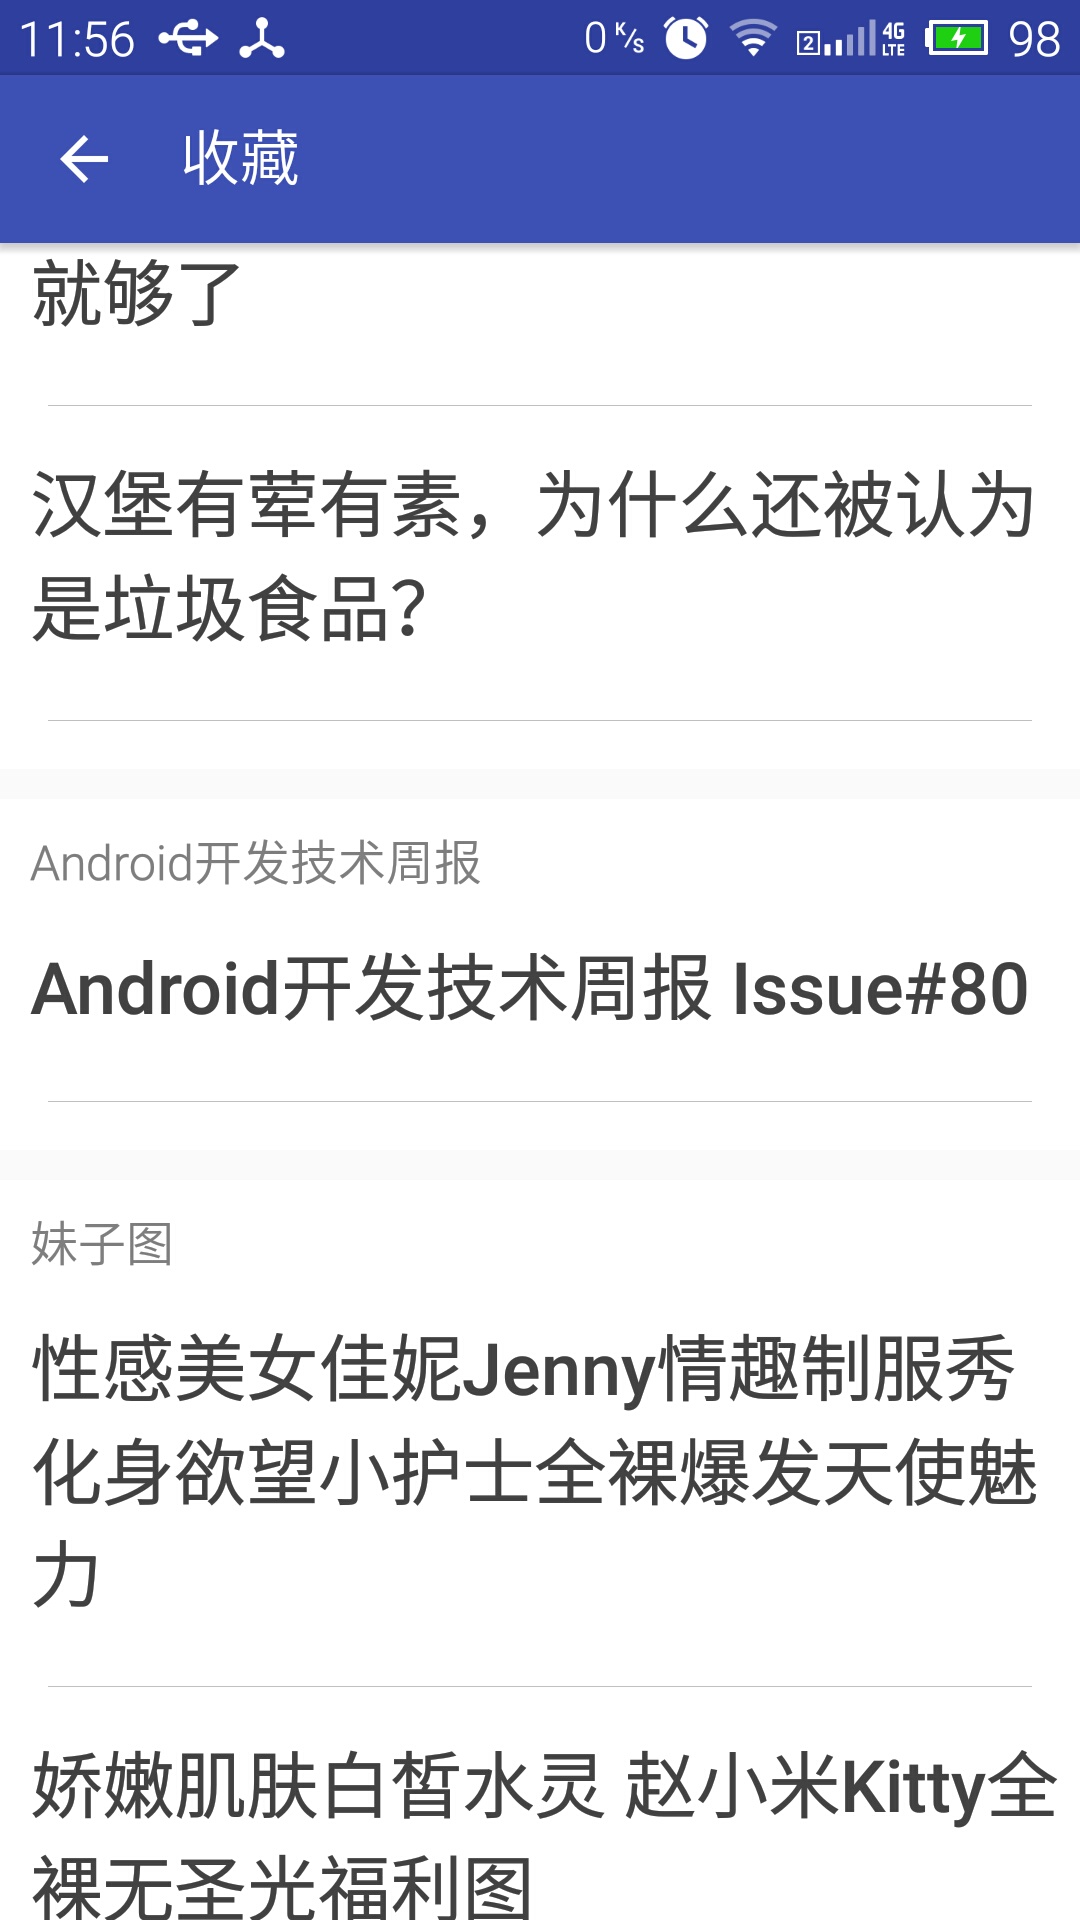 11:56 0 K/s 2 4G LTE 98
收藏
就够了
汉堡有荤有素，为什么还被认为
是垃圾食品？
Android开发技术周报
Android开发技术周报 Issue#80
妹子图
性感美女佳妮Jenny情趣制服秀
化身欲望小护士全裸爆发天使魅
力
娇嫩肌肤白皙水灵 赵小米Kitty全
裸无圣光福利图